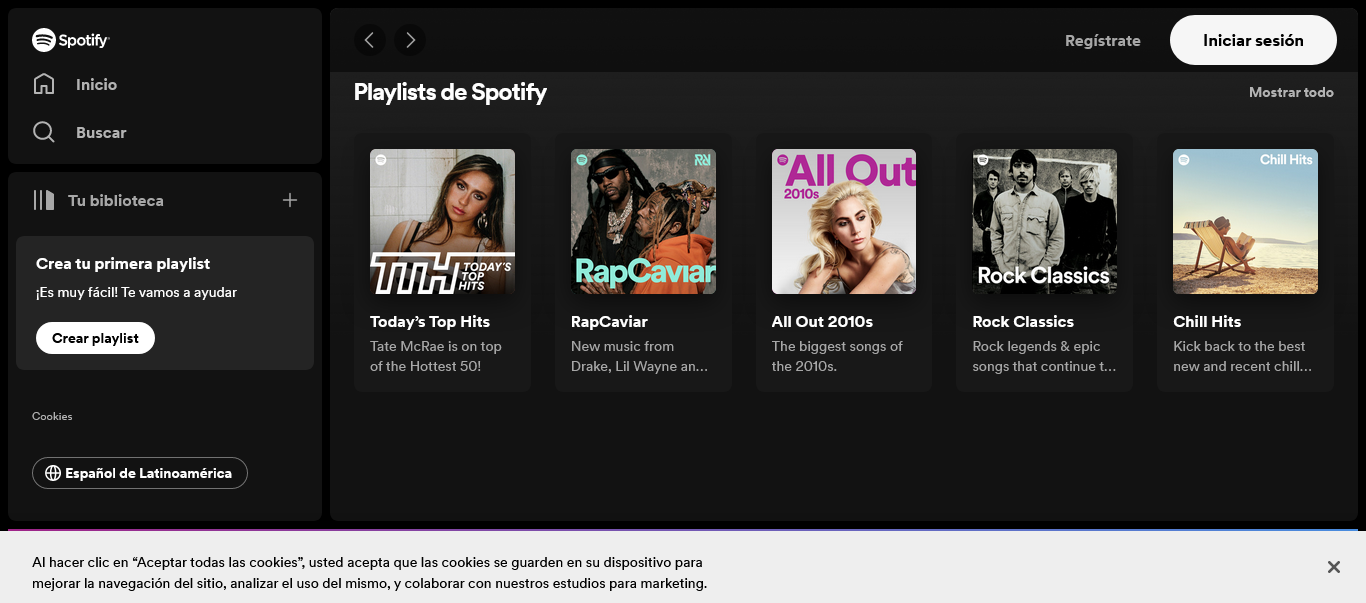 Spotify
Inicio
Buscar
Tu biblioteca
Crea tu primera playlist
¡Es muy fácil! Te vamos a ayudar
Crear playlist
Cookies
Español de Latinoamérica
Regístrate
Iniciar sesión
Playlists de Spotify
Mostrar todo
TTH TODAY'S
TOP
HITS
Today's Top Hits
Tate McRae is on top
of the Hottest 50!
RapCaviar
RapCaviar
New music from
Drake, Lil Wayne an...
All Out
2010s
All Out 2010s
The biggest songs of
the 2010s.
Rock Classics
Rock Classics
Rock legends & epic
songs that continue t...
Chill Hits
Chill Hits
Kick back to the best
new and recent chill...
Al hacer clic en “Aceptar todas las cookies”, usted acepta que las cookies se guarden en su dispositivo para
mejorar la navegación del sitio, analizar el uso del mismo, y colaborar con nuestros estudios para marketing.